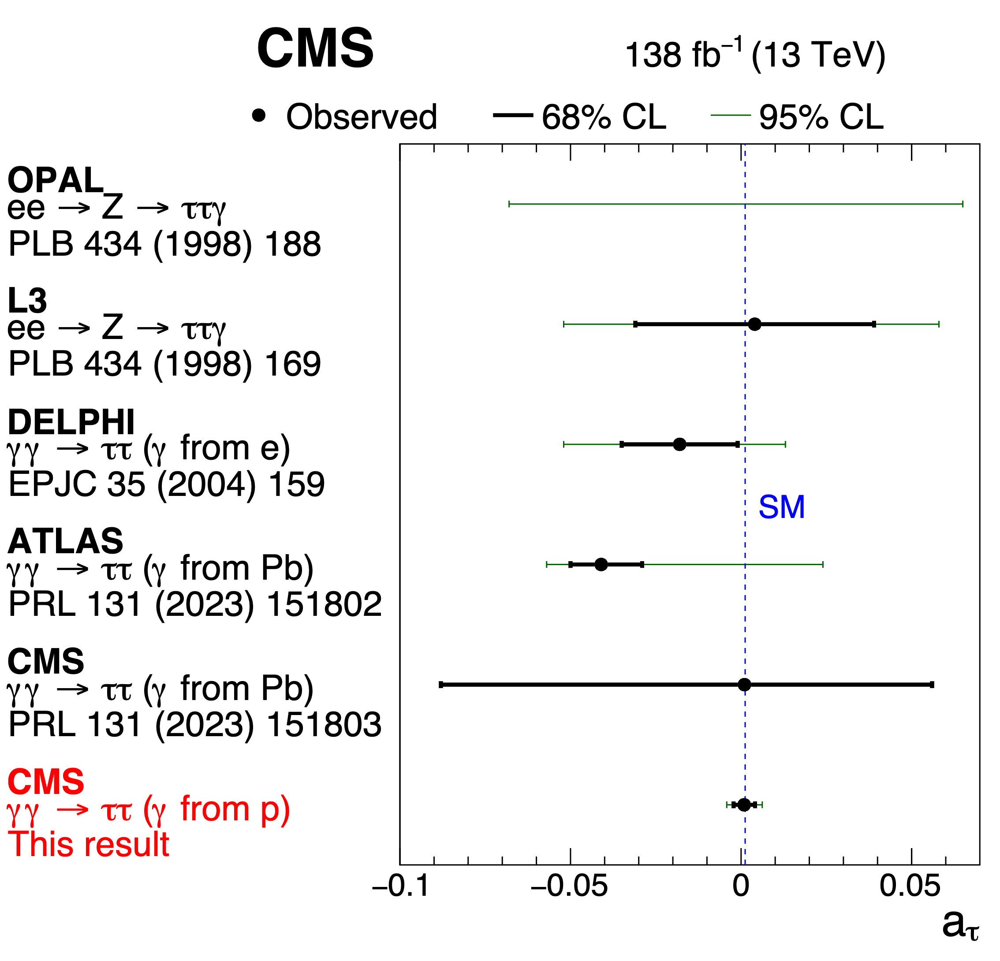 CMS
138 fb⁻¹ (13 TeV)
Observed 68% CL 95% CL
OPAL
ee → Z → ττγ
PLB 434 (1998) 188
L3
ee → Z → ττγ
PLB 434 (1998) 169
DELPHI
γγ → ττ (γ from e)
EPJC 35 (2004) 159
SM
ATLAS
γγ → ττ (γ from Pb)
PRL 131 (2023) 151802
CMS
γγ → ττ (γ from Pb)
PRL 131 (2023) 151803
CMS
γγ → ττ (γ from p)
This result
−0.1 −0.05 0 0.05
a_τ